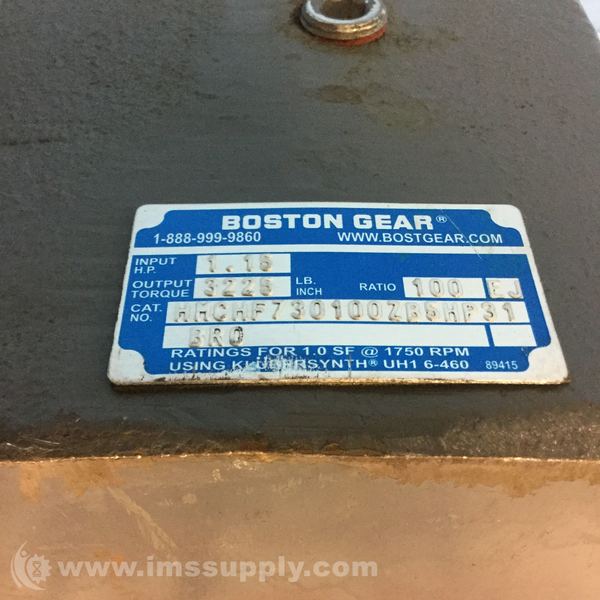 BOSTON GEAR®
1-888-999-9860 WWW.BOSTGEAR.COM
INPUT H.P. 1.16
OUTPUT TORQUE 3226 LB. INCH RATIO 100 EJ
CAT. NO. HHCHF730100ZB6HP31
BRO
RATINGS FOR 1.0 SF @ 1750 RPM
USING KLUBERSYNTH® UH1 6-460 89415
www.imssupply.com